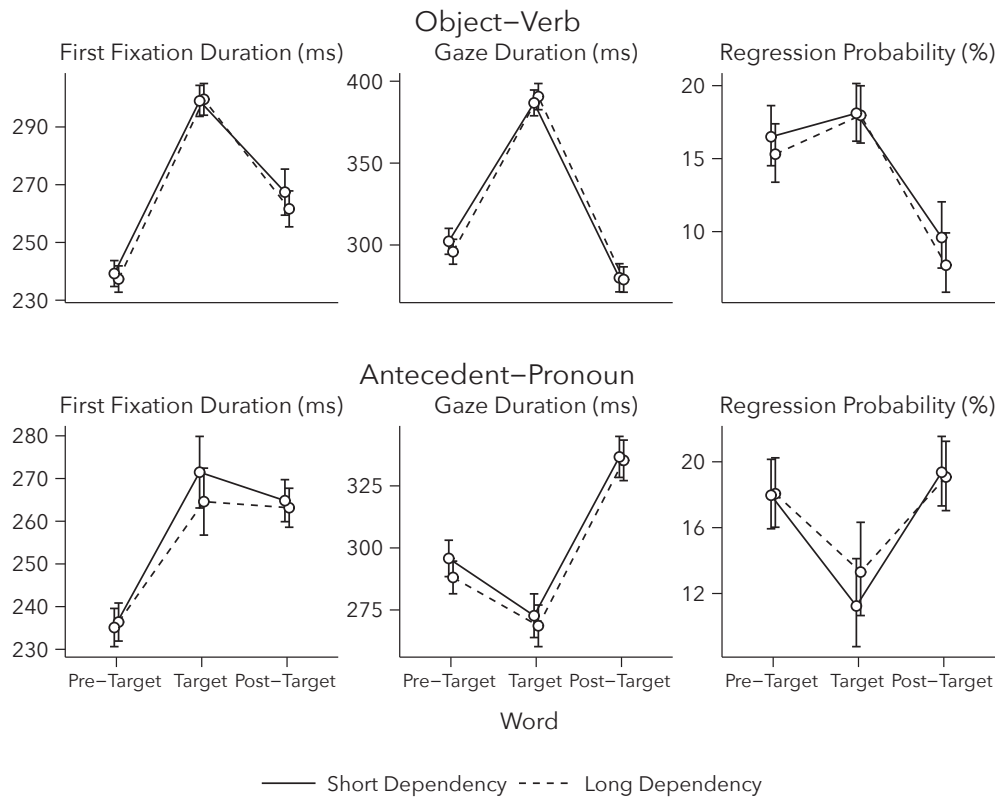 Object–Verb
First Fixation Duration (ms)
Gaze Duration (ms)
Regression Probability (%)
290
270
250
230
400
350
300
20
15
10
Antecedent–Pronoun
First Fixation Duration (ms)
Gaze Duration (ms)
Regression Probability (%)
280
270
260
250
240
230
325
300
275
20
16
12
Pre–Target Target Post–Target
Pre–Target Target Post–Target
Pre–Target Target Post–Target
Word
Short Dependency
Long Dependency